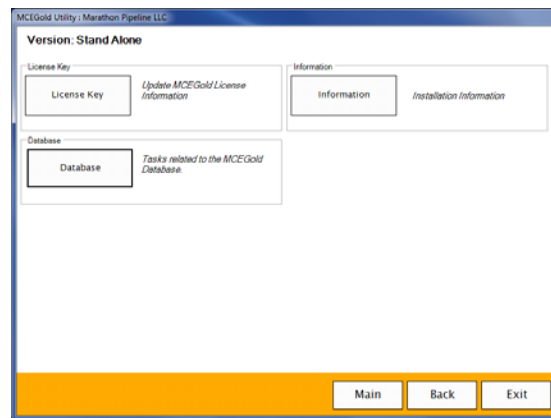 MCEGold Utility : Marathon Pipeline LLC
Version: Stand Alone
License Key
License Key
Update MCEGold License
Information
Information
Information
Installation Information
Database
Database
Tasks related to the MCEGold
Database.
Main
Back
Exit